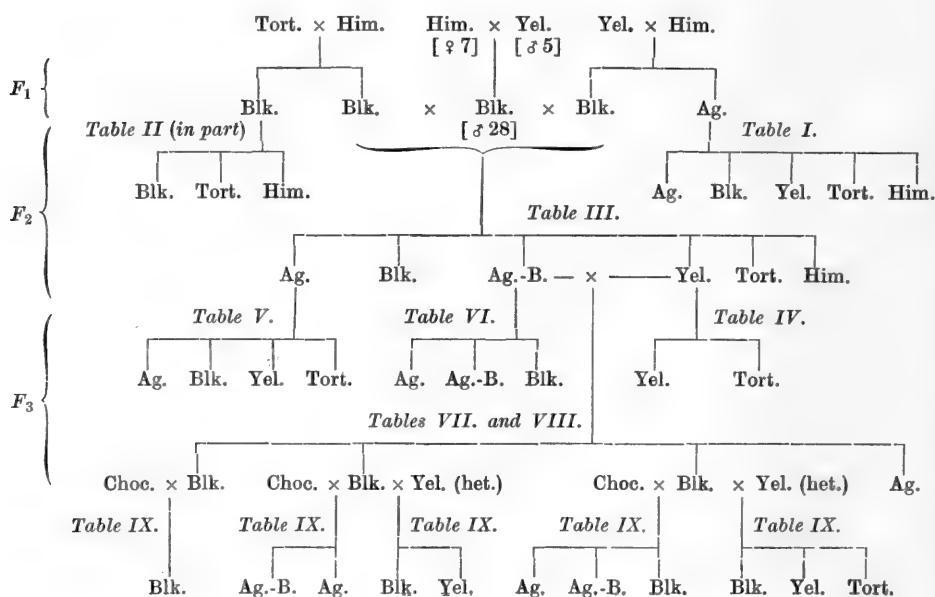 Tort. × Him. Him. × Yel. Yel. × Him.
[♀ 7] [♂ 5]
F1
Blk. Blk. × Blk. × Blk. Ag.
Table II (in part) [♂ 28] Table I.
Blk. Tort. Him. Ag. Blk. Yel. Tort. Him.
F2
Table III.
Ag. Blk. Ag.-B. — × — Yel. Tort. Him.
Table V. Table VI. Table IV.
Ag. Blk. Yel. Tort. Ag. Ag.-B. Blk. Yel. Tort.
F3
Tables VII. and VIII.
Choc. × Blk. Choc. × Blk. × Yel. (het.) Choc. × Blk. × Yel. (het.) Ag.
Table IX. Table IX. Table IX. Table IX. Table IX.
Blk. Ag.-B. Ag. Blk. Yel. Ag. Ag.-B. Blk. Blk. Yel. Tort.